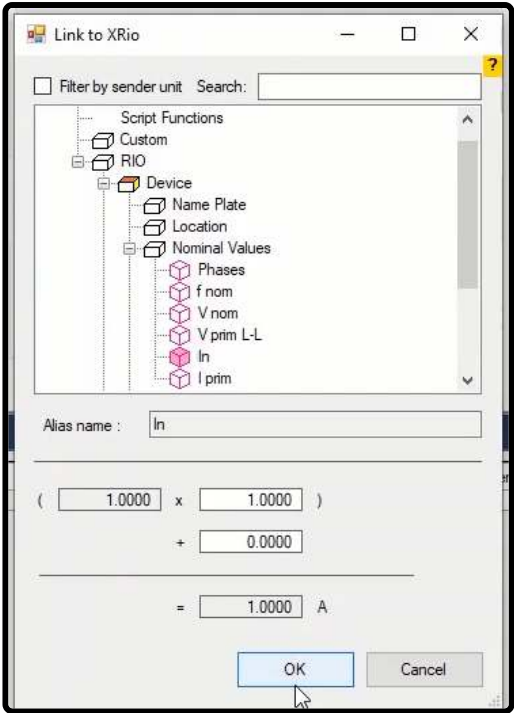 Link to XRio
?
Filter by sender unit Search:
Script Functions
Custom
RIO
Device
Name Plate
Location
Nominal Values
Phases
f nom
V nom
V prim L-L
In
I prim
Alias name : In
( 1.0000 x 1.0000 )
+ 0.0000
= 1.0000 A
OK Cancel